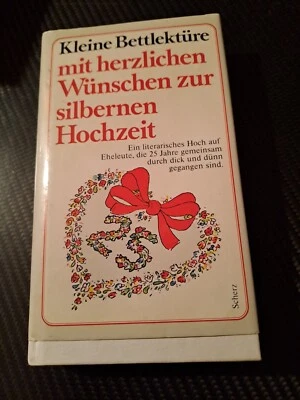 Kleine Bettlektüre
mit herzlichen
Wünschen zur
silbernen
Hochzeit
Ein literarisches Hoch auf
Eheleute, die 25 Jahre gemeinsam
durch dick und dünn
gegangen sind.
25
Scherz